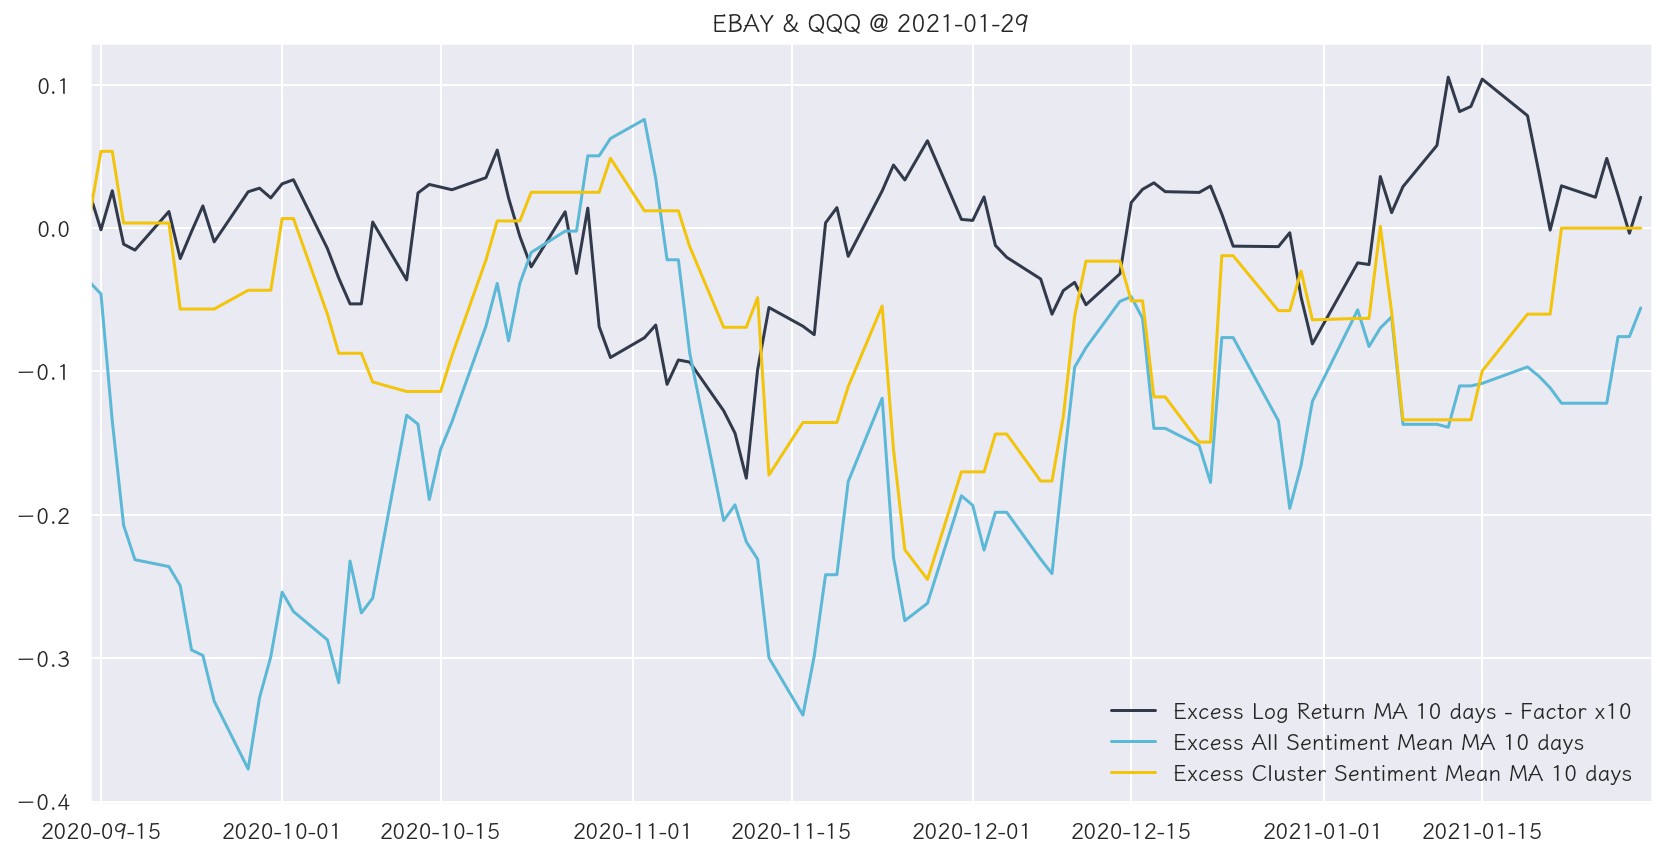 EBAY & QQQ @ 2021-01-29
0.1
0.0
−0.1
−0.2
−0.3
−0.4
Excess Log Return MA 10 days - Factor x10
Excess All Sentiment Mean MA 10 days
Excess Cluster Sentiment Mean MA 10 days
2020-09-15 2020-10-01 2020-10-15 2020-11-01 2020-11-15 2020-12-01 2020-12-15 2021-01-01 2021-01-15